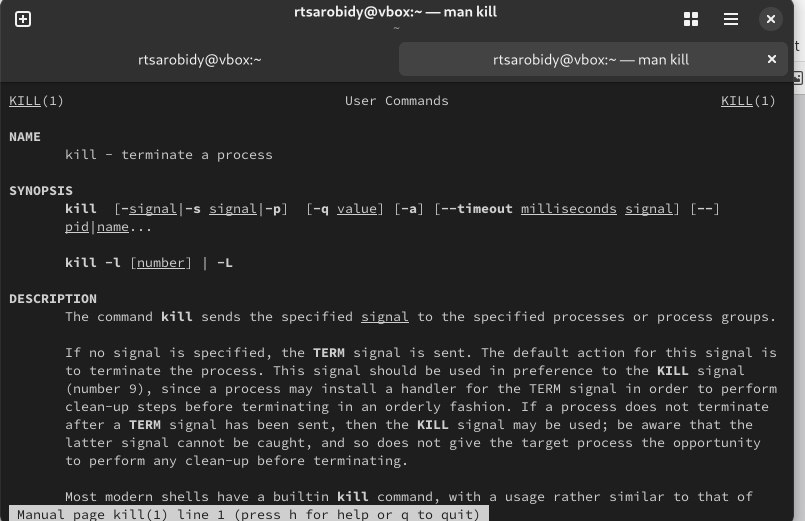 rtsarobidy@vbox:~ — man kill
~
rtsarobidy@vbox:~
rtsarobidy@vbox:~ — man kill
t
KILL(1) User Commands KILL(1)
NAME
kill - terminate a process
SYNOPSIS
kill [-signal|-s signal|-p] [-q value] [-a] [--timeout milliseconds signal] [--]
pid|name...
kill -l [number] | -L
DESCRIPTION
The command kill sends the specified signal to the specified processes or process groups.
If no signal is specified, the TERM signal is sent. The default action for this signal is
to terminate the process. This signal should be used in preference to the KILL signal
(number 9), since a process may install a handler for the TERM signal in order to perform
clean-up steps before terminating in an orderly fashion. If a process does not terminate
after a TERM signal has been sent, then the KILL signal may be used; be aware that the
latter signal cannot be caught, and so does not give the target process the opportunity
to perform any clean-up before terminating.
Most modern shells have a builtin kill command, with a usage rather similar to that of
Manual page kill(1) line 1 (press h for help or q to quit)